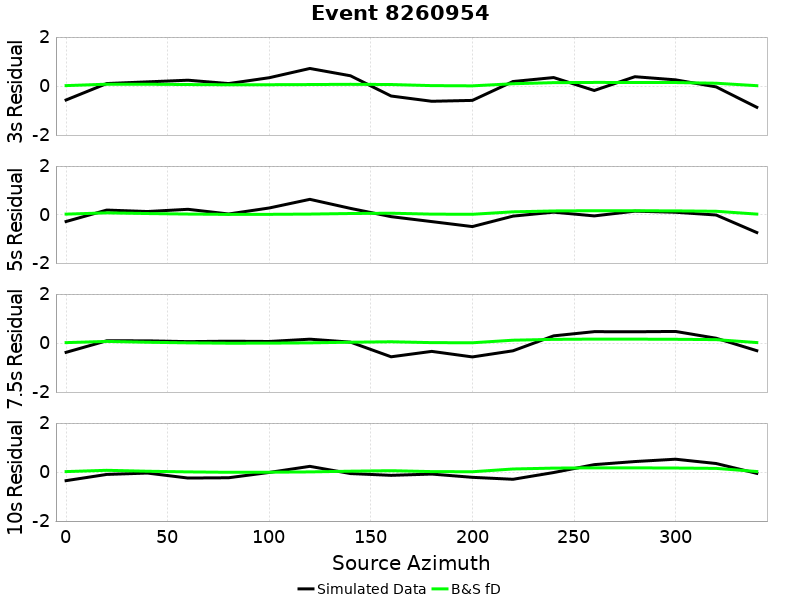 Event 8260954
3s Residual
2
0
-2
5s Residual
2
0
-2
7.5s Residual
2
0
-2
10s Residual
2
0
-2
0 50 100 150 200 250 300
Source Azimuth
Simulated Data B&S fD